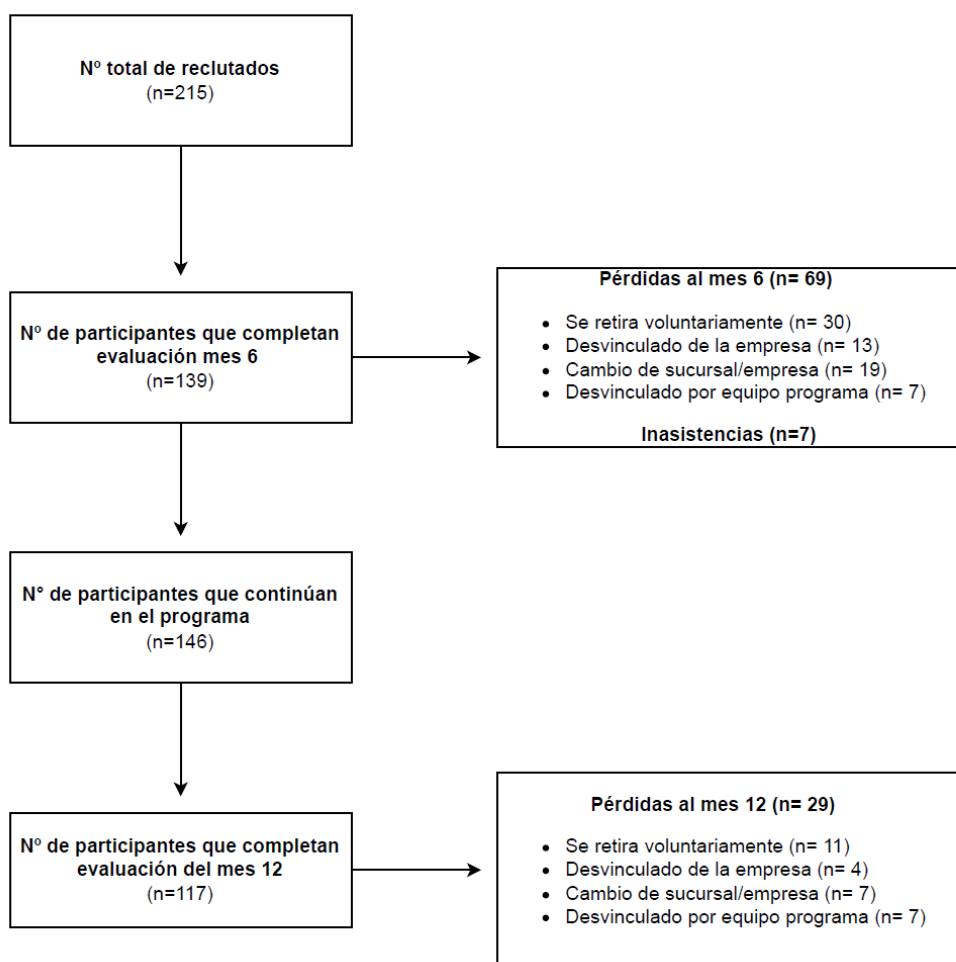 Nº total de reclutados
(n=215)
Nº de participantes que completan
evaluación mes 6
(n=139)
Pérdidas al mes 6 (n= 69)
• Se retira voluntariamente (n= 30)
• Desvinculado de la empresa (n= 13)
• Cambio de sucursal/empresa (n= 19)
• Desvinculado por equipo programa (n= 7)
Inasistencias (n=7)
N° de participantes que continúan
en el programa
(n=146)
Nº de participantes que completan
evaluación del mes 12
(n=117)
Pérdidas al mes 12 (n= 29)
• Se retira voluntariamente (n= 11)
• Desvinculado de la empresa (n= 4)
• Cambio de sucursal/empresa (n= 7)
• Desvinculado por equipo programa (n= 7)